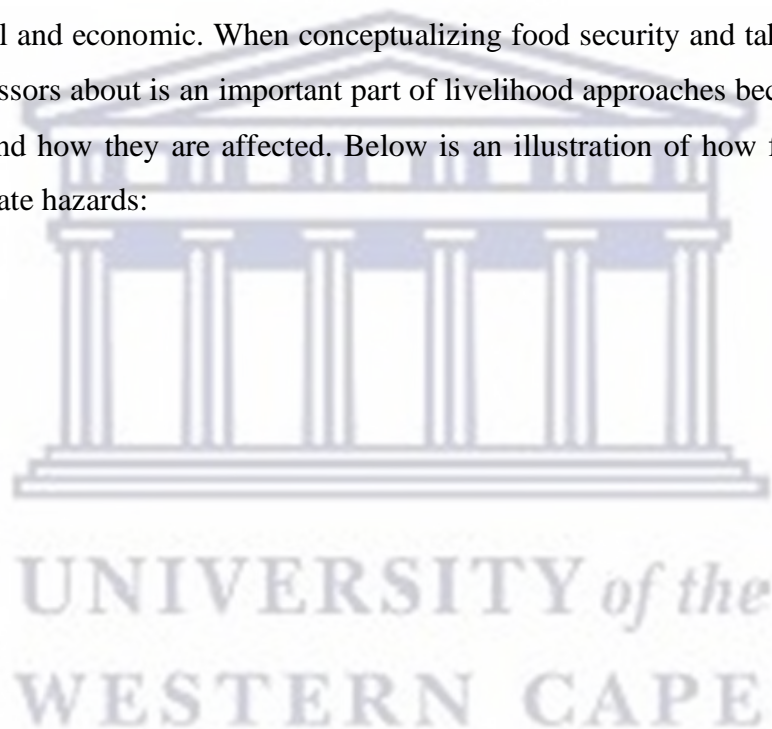 l and economic. When conceptualizing food security and tal
ssors about is an important part of livelihood approaches bec
nd how they are affected. Below is an illustration of how f
ate hazards:
UNIVERSITY of the
WESTERN CAPE